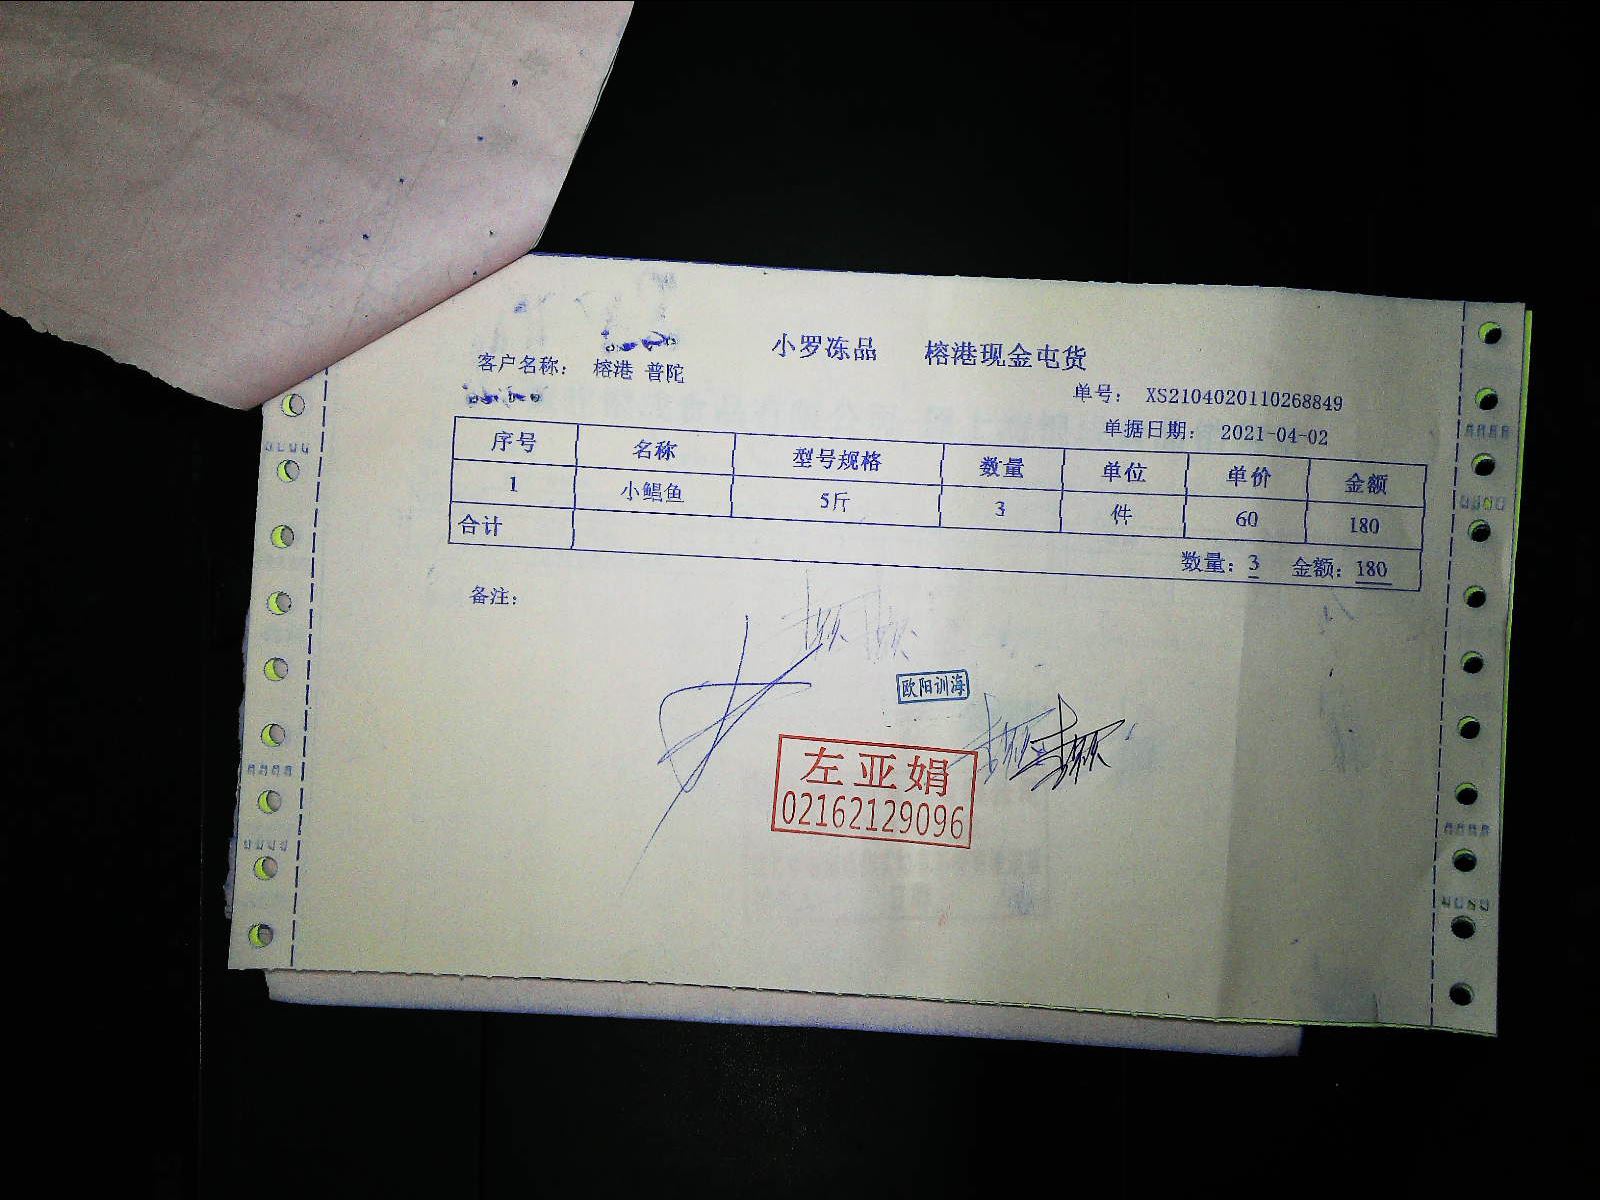 小罗冻品 榕港现金屯货
客户名称: 榕港 普陀
单号: XS2104020110268849
单据日期: 2021-04-02
序号 名称 型号规格 数量 单位 单价 金额
1 小鲳鱼 5斤 3 件 60 180
合计 数量:3 金额:180
备注:
欧阳训海
左亚娟
02162129096